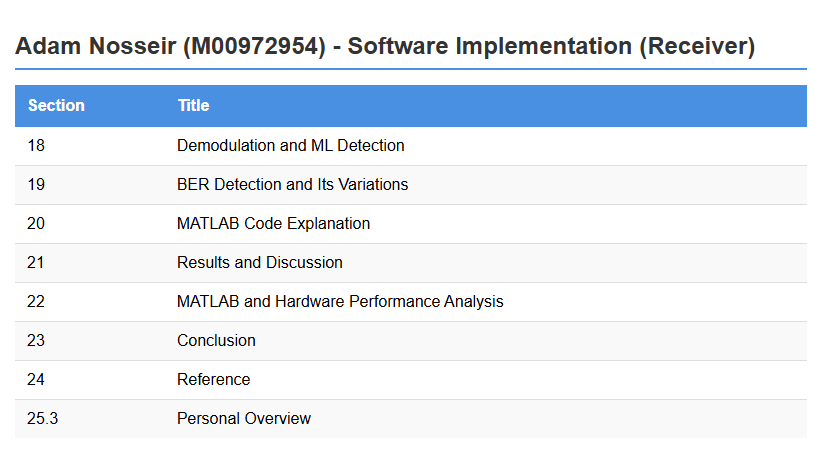 Adam Nosseir (M00972954) - Software Implementation (Receiver)
Section Title
18 Demodulation and ML Detection
19 BER Detection and Its Variations
20 MATLAB Code Explanation
21 Results and Discussion
22 MATLAB and Hardware Performance Analysis
23 Conclusion
24 Reference
25.3 Personal Overview